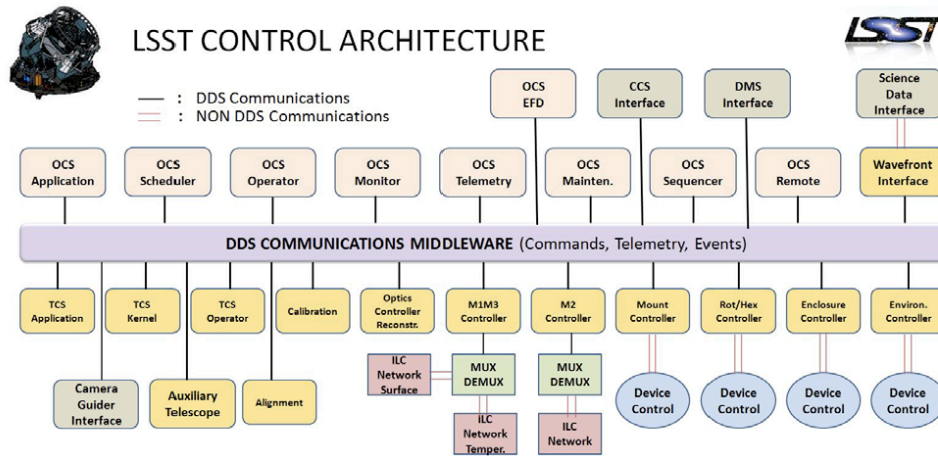 LSST CONTROL ARCHITECTURE
LSST
— : DDS Communications
: NON DDS Communications
OCS
EFD
CCS
Interface
DMS
Interface
Science
Data
Interface
OCS
Application
OCS
Scheduler
OCS
Operator
OCS
Monitor
OCS
Telemetry
OCS
Mainten.
OCS
Sequencer
OCS
Remote
Wavefront
Interface
DDS COMMUNICATIONS MIDDLEWARE (Commands, Telemetry, Events)
TCS
Application
TCS
Kernel
TCS
Operator
Calibration
Optics
Controller
Reconstr.
M1M3
Controller
M2
Controller
Mount
Controller
Rot/Hex
Controller
Enclosure
Controller
Environ.
Controller
Camera
Guider
Interface
Auxiliary
Telescope
Alignment
ILC
Network
Surface
MUX
DEMUX
MUX
DEMUX
ILC
Network
Temper.
ILC
Network
Device
Control
Device
Control
Device
Control
Device
Control